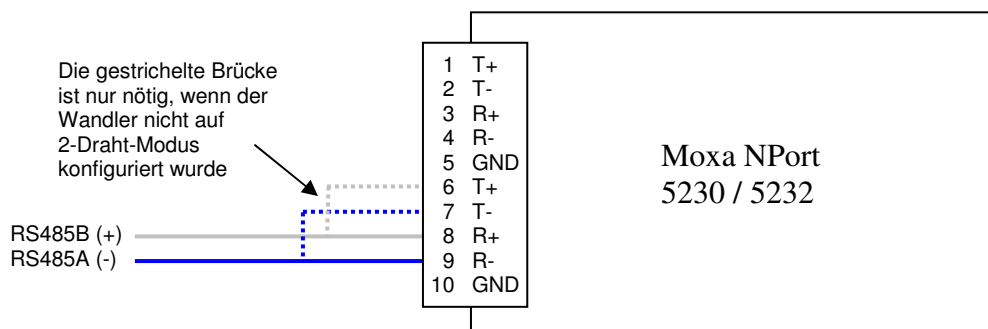 Die gestrichelte Brücke
ist nur nötig, wenn der
Wandler nicht auf
2-Draht-Modus
konfiguriert wurde
RS485B (+)
RS485A (-)
1 T+
2 T-
3 R+
4 R-
5 GND
6 T+
7 T-
8 R+
9 R-
10 GND
Moxa NPort
5230 / 5232